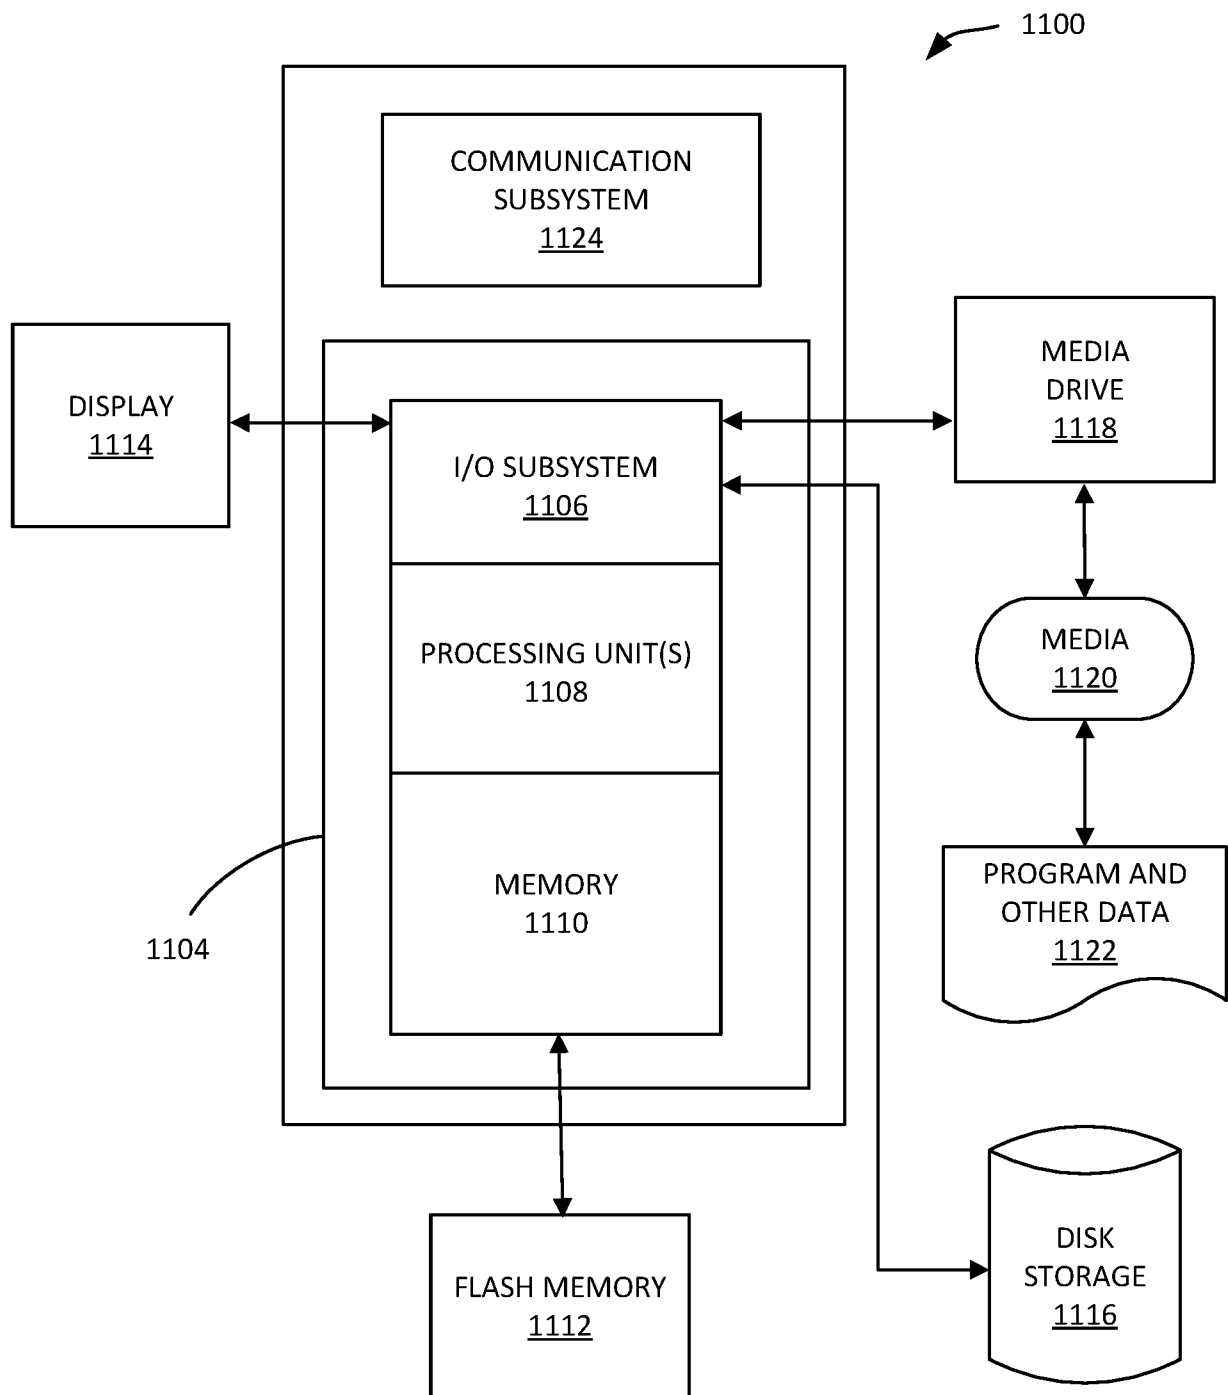 1100
COMMUNICATION
SUBSYSTEM
1124
DISPLAY
1114
I/O SUBSYSTEM
1106
MEDIA
DRIVE
1118
PROCESSING UNIT(S)
1108
MEDIA
1120
MEMORY
1110
PROGRAM AND
OTHER DATA
1122
1104
FLASH MEMORY
1112
DISK
STORAGE
1116